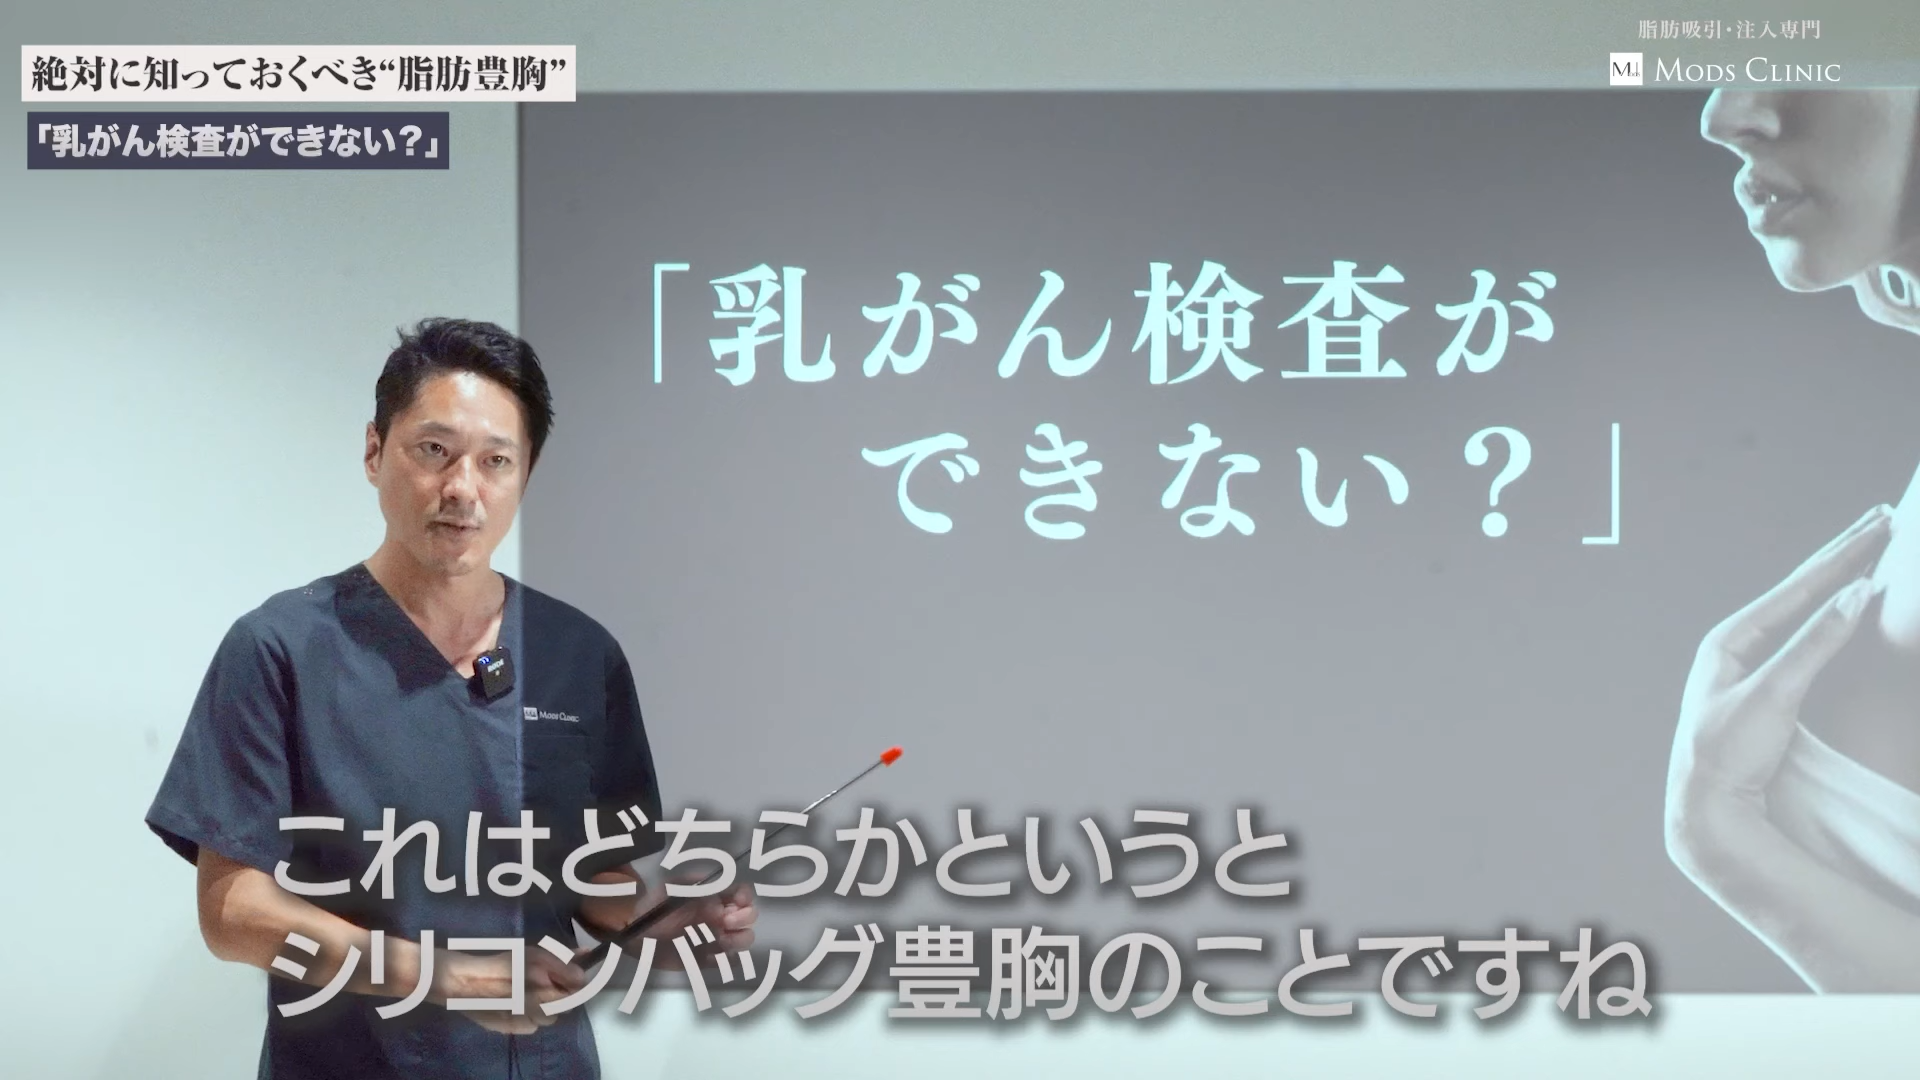 脂肪吸引・注入専門
Mods Clinic
絶対に知っておくべき“脂肪豊胸”
「乳がん検査ができない？」
「乳がん検査が
できない？」
Mods Clinic
これはどちらかというと
シリコンバッグ豊胸のことですね